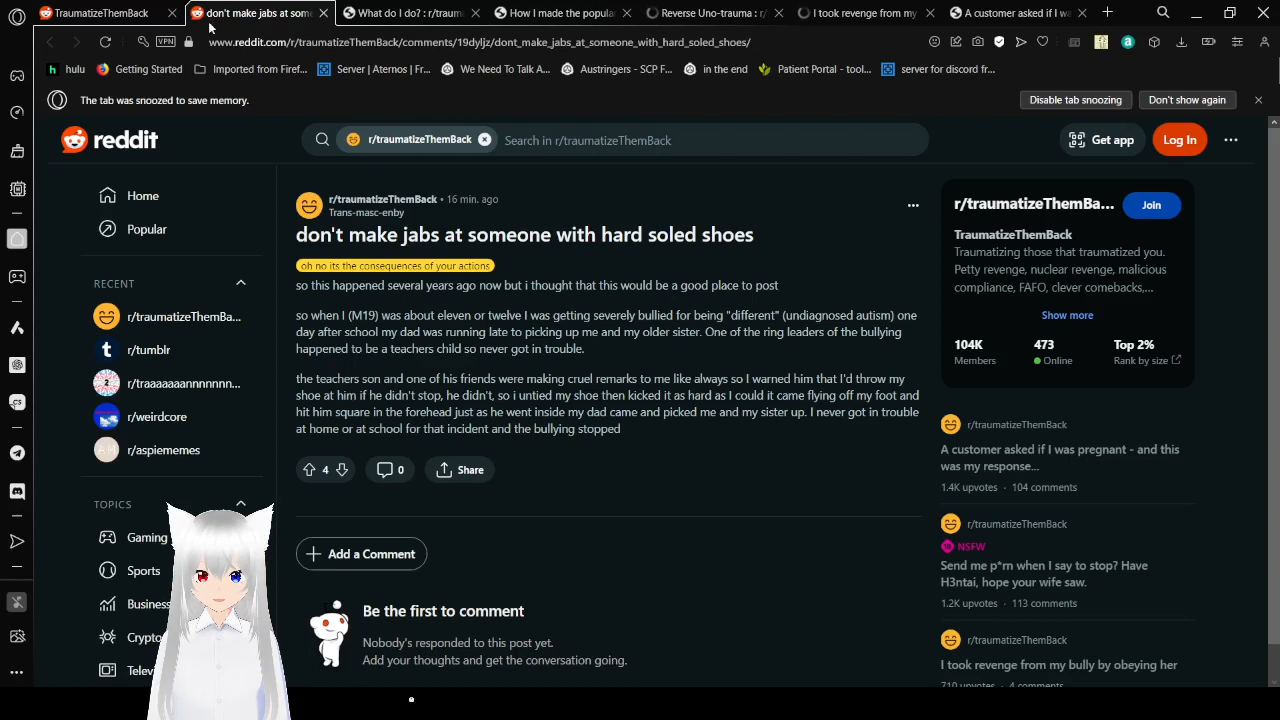 TraumatizeThemBack
don't make jabs at som
What do I do? : r/trauma
How I made the popula
Reverse Uno-trauma : r/
I took revenge from my
A customer asked if I wa
VPN
www.reddit.com/r/traumatizeThemBack/comments/19dyljz/dont_make_jabs_at_someone_with_hard_soled_shoes/
hulu
Getting Started
Imported from Firef...
Server | Aternos | Fr...
We Need To Talk A...
Austringers - SCP F...
in the end
Patient Portal - tool...
server for discord fr...
The tab was snoozed to save memory.
Disable tab snoozing
Don't show again
reddit
r/traumatizeThemBack
Search in r/traumatizeThemBack
Get app
Log In
Home
Popular
RECENT
r/traumatizeThemBa...
r/tumblr
r/traaaaaaannnnnnn...
r/weirdcore
r/aspiememes
TOPICS
Gaming
Sports
Business
Crypto
Televi
r/traumatizeThemBack • 16 min. ago
Trans-masc-enby
don't make jabs at someone with hard soled shoes
oh no its the consequences of your actions
so this happened several years ago now but i thought that this would be a good place to post
so when I (M19) was about eleven or twelve I was getting severely bullied for being "different" (undiagnosed autism) one
day after school my dad was running late to picking up me and my older sister. One of the ring leaders of the bullying
happened to be a teachers child so never got in trouble.
the teachers son and one of his friends were making cruel remarks to me like always so I warned him that I'd throw my
shoe at him if he didn't stop, he didn't, so i untied my shoe then kicked it as hard as I could it came flying off my foot and
hit him square in the forehead just as he went inside my dad came and picked me and my sister up. I never got in trouble
at home or at school for that incident and the bullying stopped
4
0
Share
Add a Comment
Be the first to comment
Nobody's responded to this post yet.
Add your thoughts and get the conversation going.
r/traumatizeThemBa...
Join
TraumatizeThemBack
Traumatizing those that traumatized you.
Petty revenge, nuclear revenge, malicious
compliance, FAFO, clever comebacks,...
Show more
104K
473
Top 2%
Members
Online
Rank by size
r/traumatizeThemBack
A customer asked if I was pregnant - and this
was my response...
1.4K upvotes • 104 comments
r/traumatizeThemBack
NSFW
Send me p*rn when I say to stop? Have
H3ntai, hope your wife saw.
1.2K upvotes • 113 comments
r/traumatizeThemBack
I took revenge from my bully by obeying her
710 upvotes • 4 comments